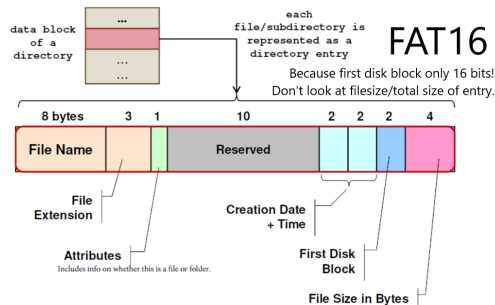 ...
data block
of a
directory
...
...
each
file/subdirectory is
represented as a
directory entry
FAT16
Because first disk block only 16 bits!
Don't look at filesize/total size of entry.
8 bytes 3 1 10 2 2 2 4
File Name Reserved
File
Extension
Creation Date
+ Time
Attributes
Includes info on whether this is a file or folder.
First Disk
Block
File Size in Bytes